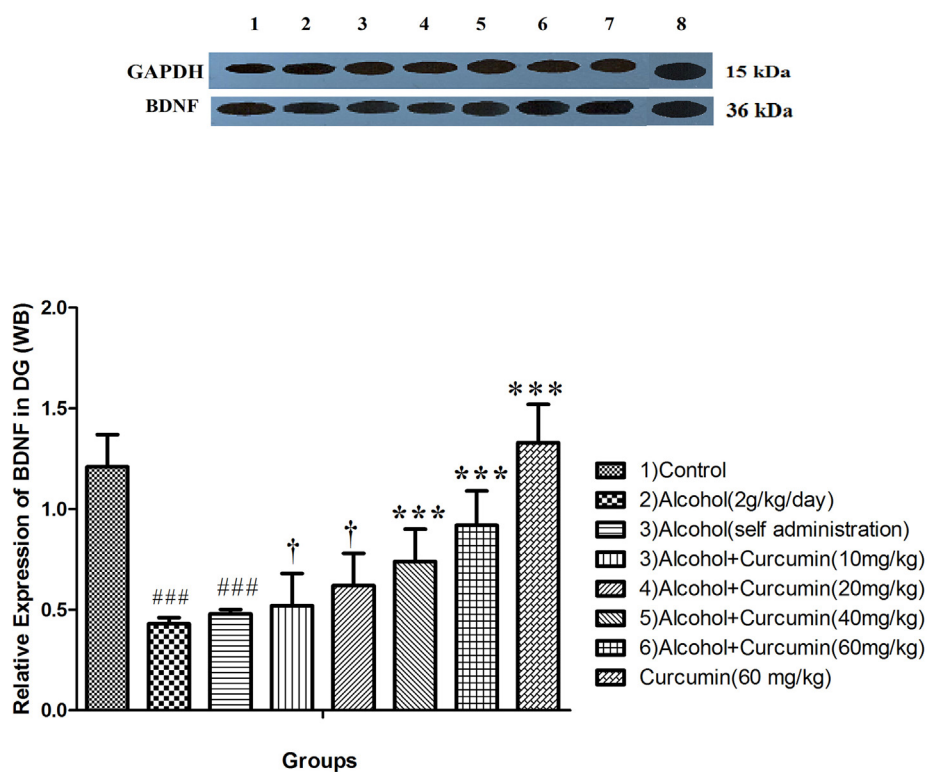 1 2 3 4 5 6 7 8
GAPDH 15 kDa
BDNF 36 kDa
Relative Expression of BDNF in DG (WB)
2.0
1.5
1.0
0.5
0.0
### ### † † *** *** ***
Groups
1)Control
2)Alcohol(2g/kg/day)
3)Alcohol(self administration)
3)Alcohol+Curcumin(10mg/kg)
4)Alcohol+Curcumin(20mg/kg)
5)Alcohol+Curcumin(40mg/kg)
6)Alcohol+Curcumin(60mg/kg)
Curcumin(60 mg/kg)